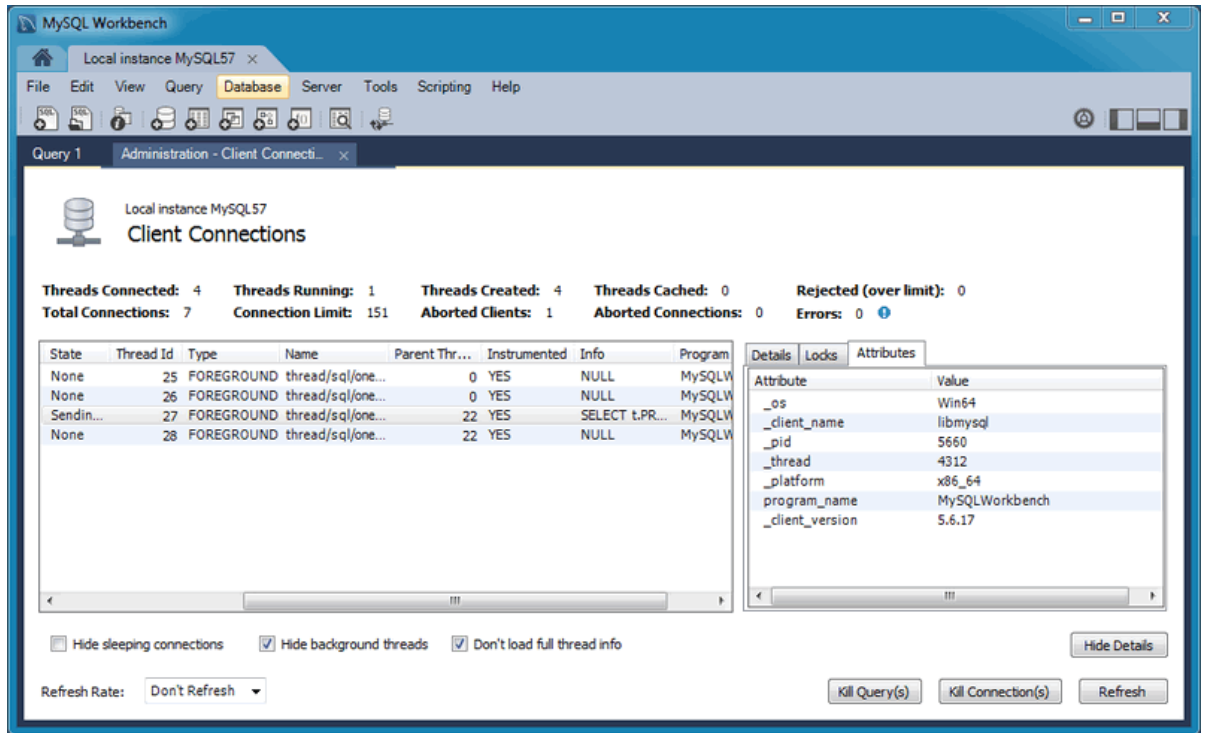 MySQL Workbench
Local instance MySQL57 ×
File Edit View Query Database Server Tools Scripting Help
Query 1 Administration - Client Connecti... ×
Local instance MySQL57
Client Connections
Threads Connected: 4 Threads Running: 1 Threads Created: 4 Threads Cached: 0 Rejected (over limit): 0
Total Connections: 7 Connection Limit: 151 Aborted Clients: 1 Aborted Connections: 0 Errors: 0
State Thread Id Type Name Parent Thr... Instrumented Info Program
None 25 FOREGROUND thread/sql/one... 0 YES NULL MySQLW
None 26 FOREGROUND thread/sql/one... 0 YES NULL MySQLW
Sendin... 27 FOREGROUND thread/sql/one... 22 YES SELECT t.PR... MySQLW
None 28 FOREGROUND thread/sql/one... 22 YES NULL MySQLW
Details Locks Attributes
Attribute Value
_os Win64
_client_name libmysql
_pid 5660
_thread 4312
_platform x86_64
program_name MySQLWorkbench
_client_version 5.6.17
Hide sleeping connections Hide background threads Don't load full thread info Hide Details
Refresh Rate: Don't Refresh Kill Query(s) Kill Connection(s) Refresh